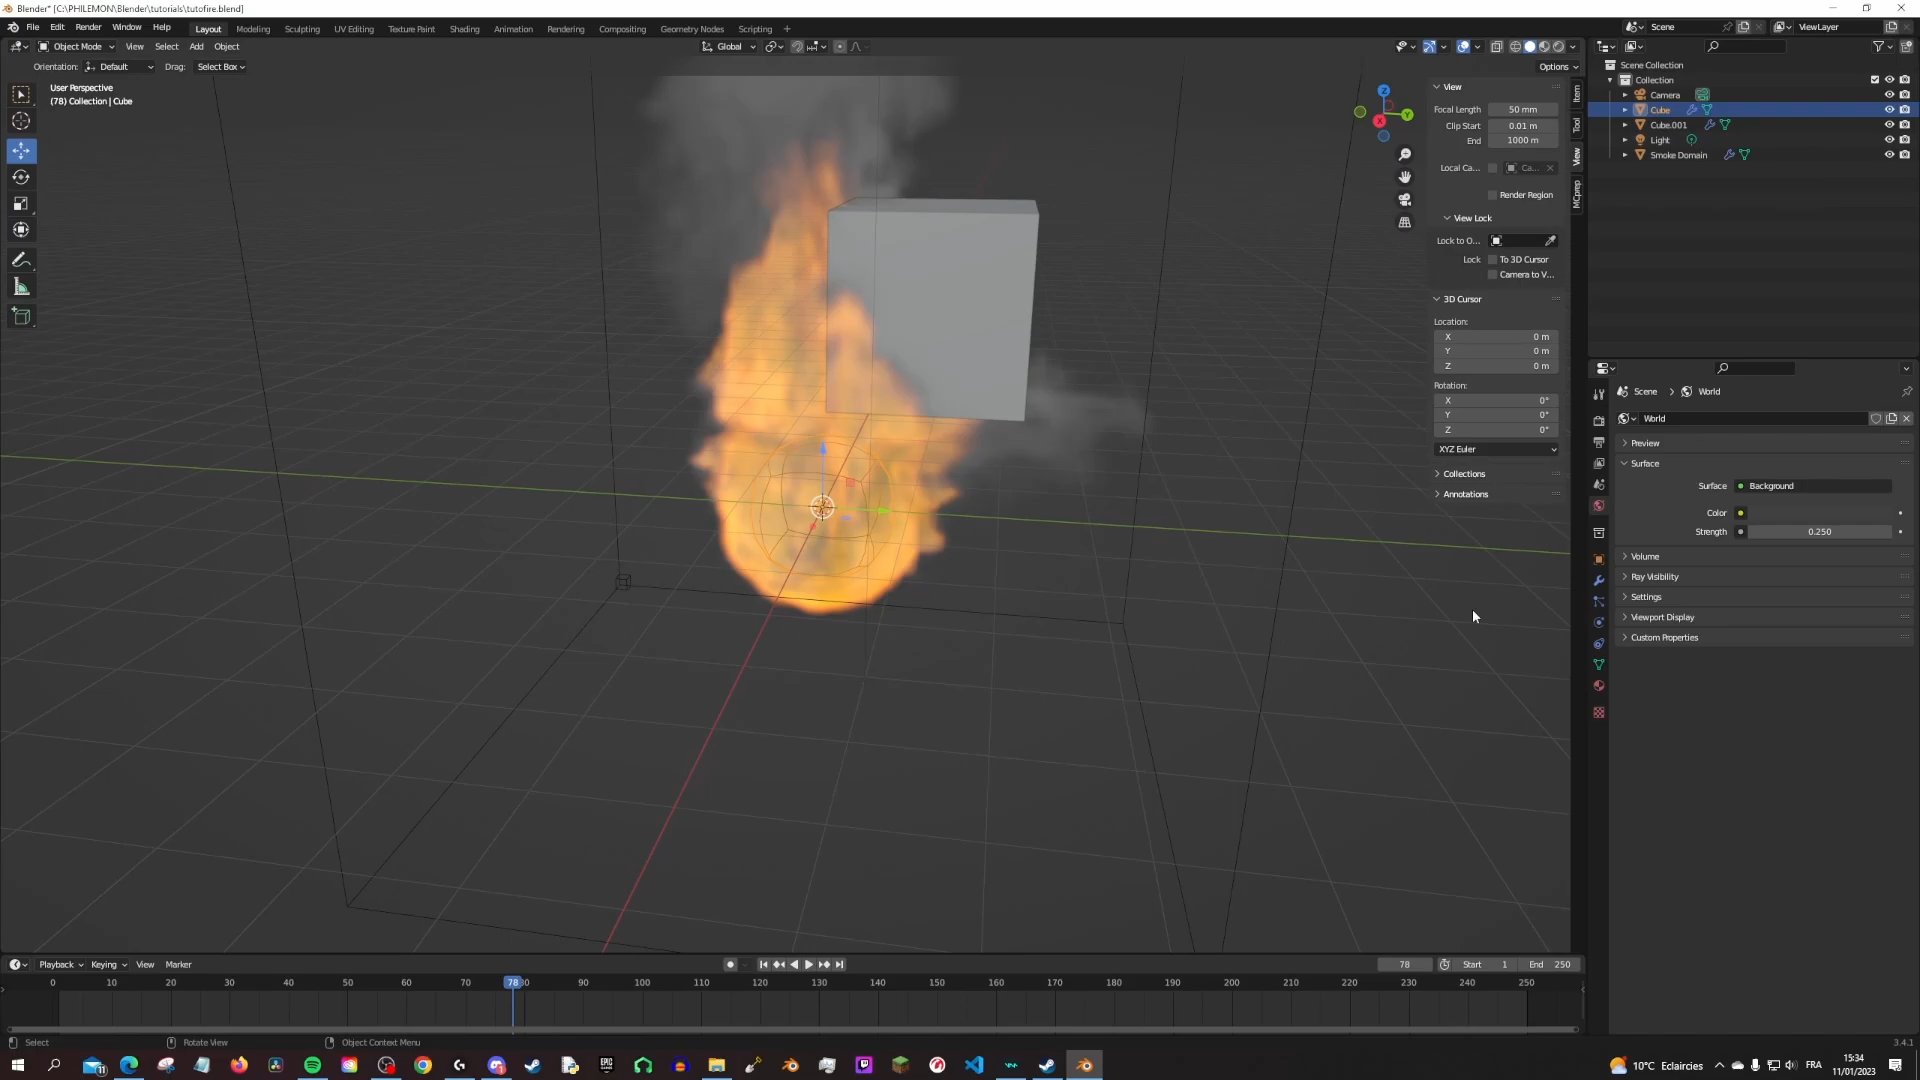 Blender* [C:\PHILEMON\Blender\tutorials\tutofire.blend]
File Edit Render Window Help Layout Modeling Sculpting UV Editing Texture Paint Shading Animation Rendering Compositing Geometry Nodes Scripting + Scene ViewLayer
Object Mode View Select Add Object Global
Orientation: Default Drag: Select Box Options
User Perspective
(78) Collection | Cube
Z
Y
X
View
Focal Length 50 mm
Clip Start 0.01 m
End 1000 m
Local Ca... Ca...
Render Region
View Lock
Lock to O...
Lock To 3D Cursor
Camera to V...
3D Cursor
Location:
X 0 m
Y 0 m
Z 0 m
Rotation:
X 0°
Y 0°
Z 0°
XYZ Euler
Collections
Annotations
Item
Tool
View
MCprep
Scene Collection
Collection
Camera
Cube
Cube.001
Light
Smoke Domain
Scene > World
World
Preview
Surface
Surface Background
Color
Strength 0.250
Volume
Ray Visibility
Settings
Viewport Display
Custom Properties
Playback Keying View Marker 78 Start 1 End 250
0 10 20 30 40 50 60 70 78 100 110 120 130 140 150 160 170 180 190 200 210 220 230 240 250
Select Rotate View Object Context Menu 3.4.1
11 EPIC GAMES 10°C Eclaircies FRA 15:34
11/01/2023